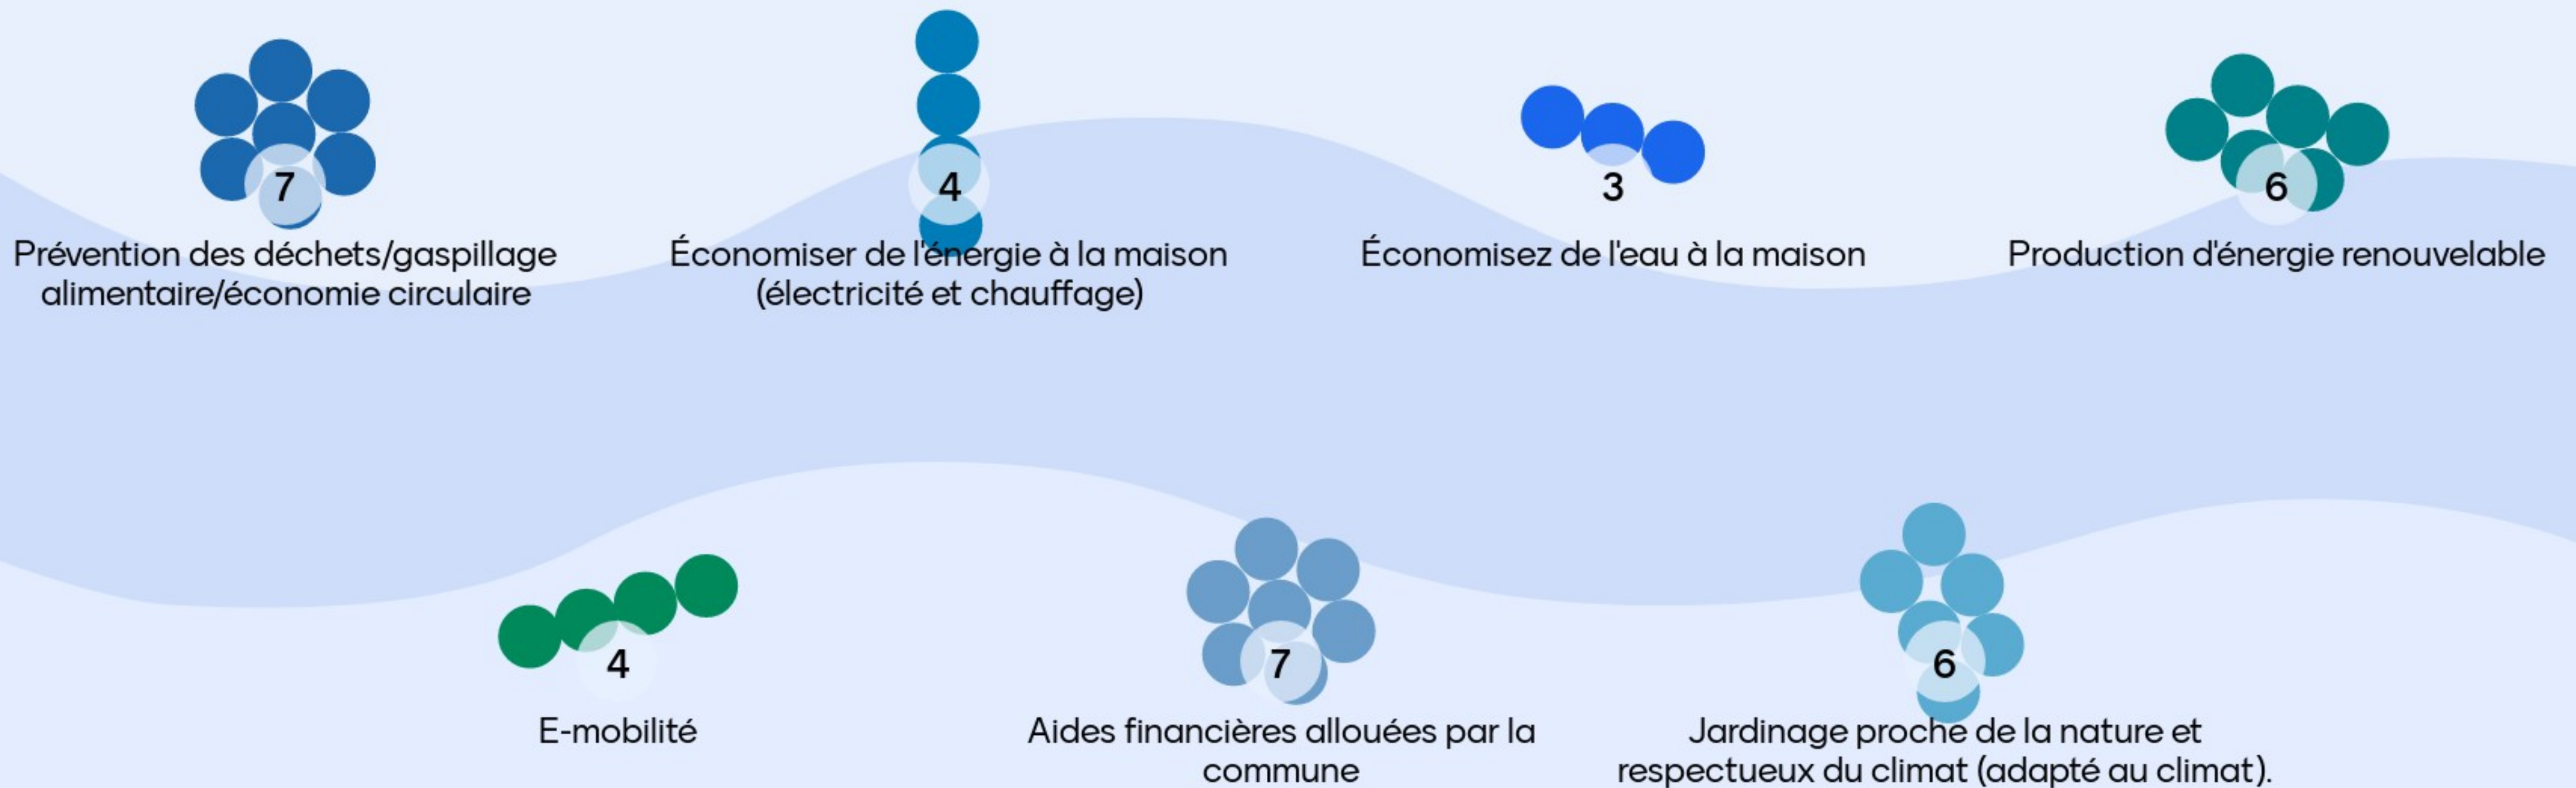 7
Prévention des déchets/gaspillage
alimentaire/économie circulaire
4
Économiser de l'énergie à la maison
(électricité et chauffage)
3
Économisez de l'eau à la maison
6
Production d'énergie renouvelable
4
E-mobilité
7
Aides financières allouées par la
commune
6
Jardinage proche de la nature et
respectueux du climat (adapté au climat).